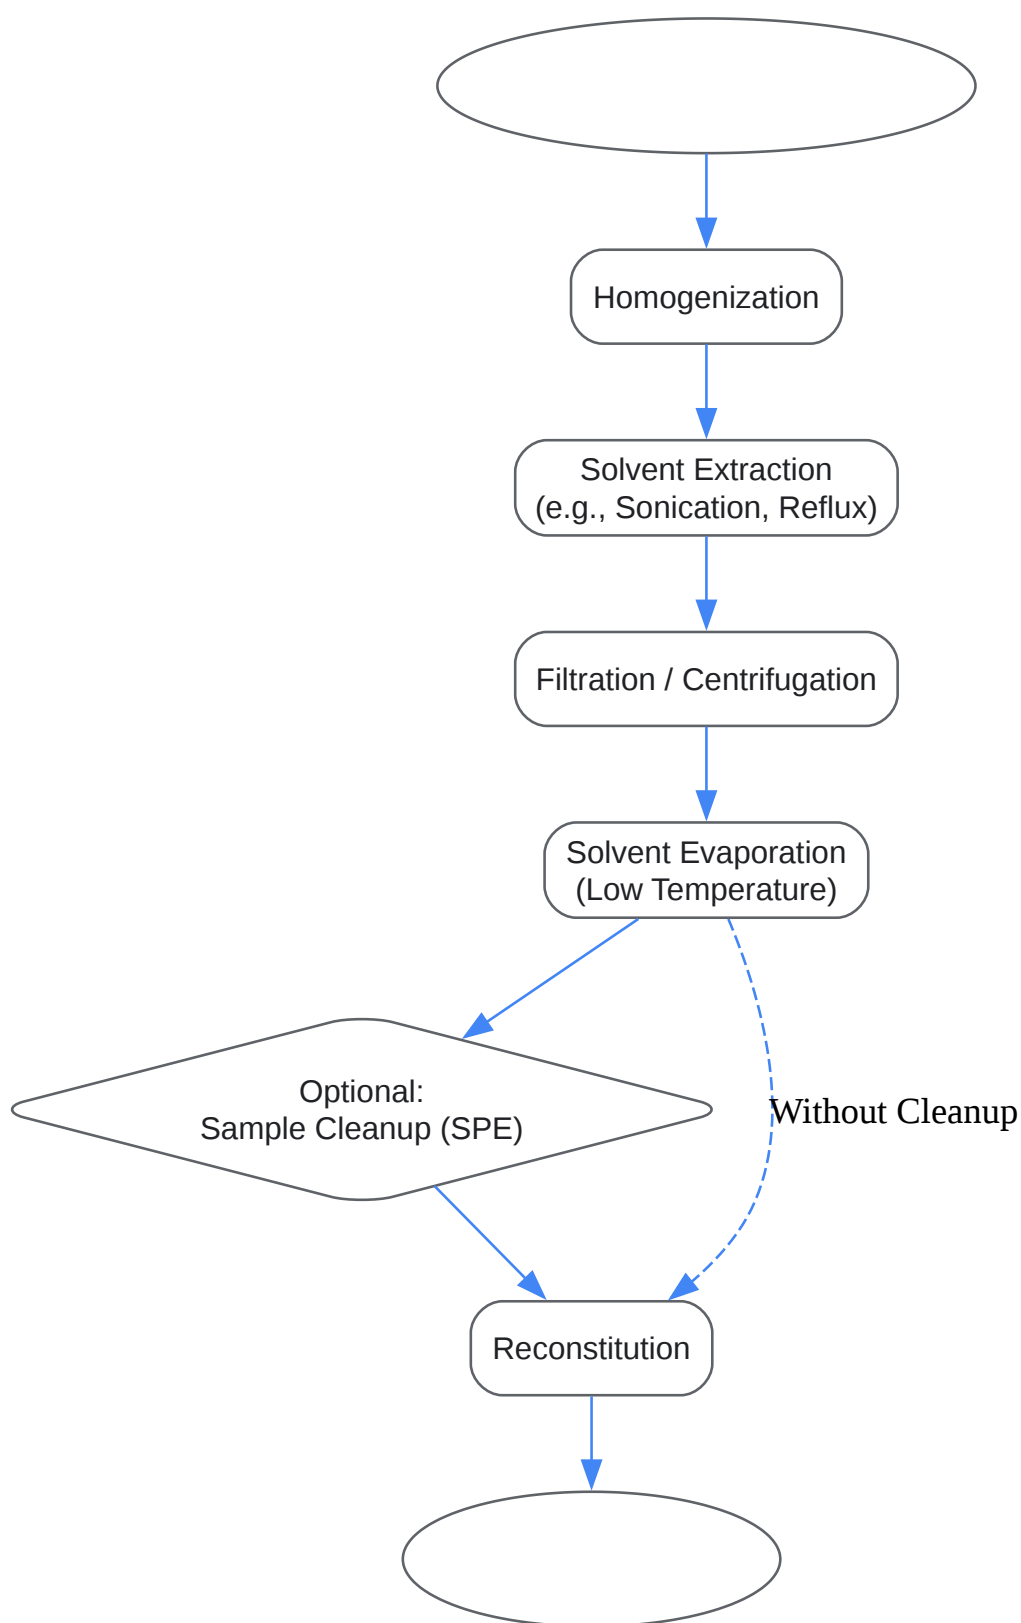 Homogenization
Solvent Extraction
(e.g., Sonication, Reflux)
Filtration / Centrifugation
Solvent Evaporation
(Low Temperature)
Optional:
Sample Cleanup (SPE)
Without Cleanup
Reconstitution